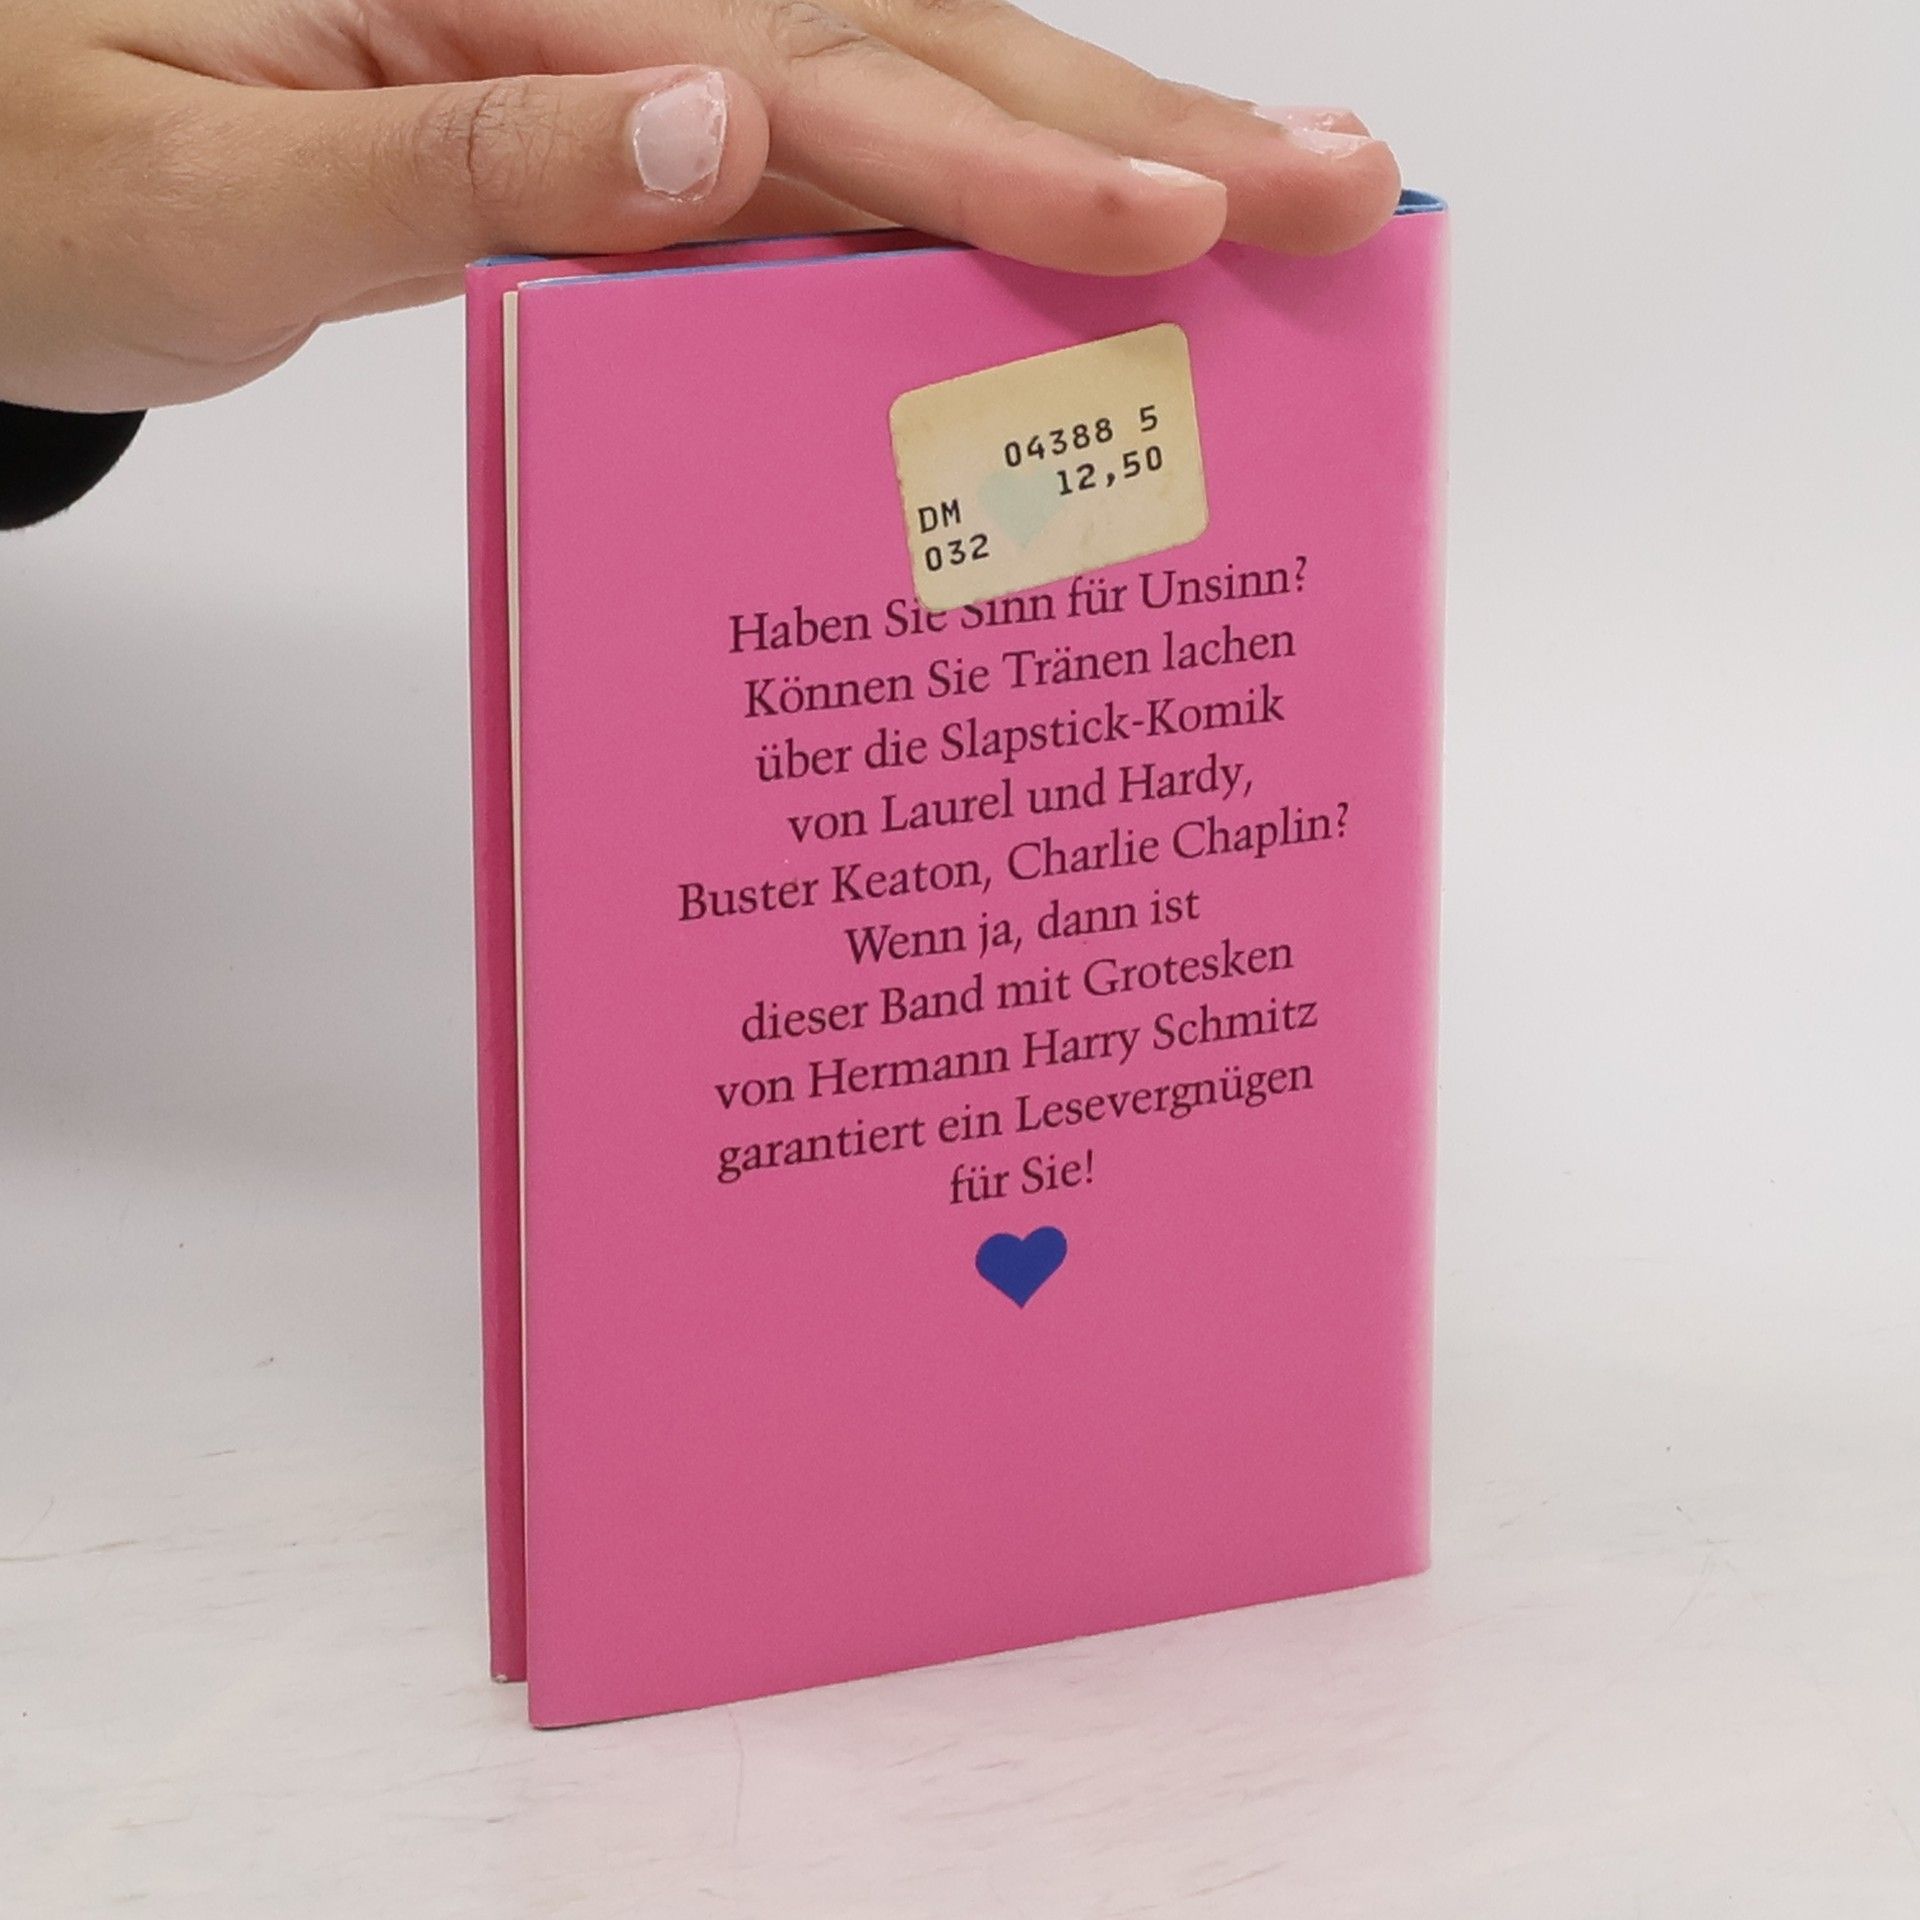 04388 5
12,50
DM
032
Haben Sie Sinn für Unsinn?
Können Sie Tränen lachen
über die Slapstick-Komik
von Laurel und Hardy,
Buster Keaton, Charlie Chaplin?
Wenn ja, dann ist
dieser Band mit Grotesken
von Hermann Harry Schmitz
garantiert ein Lesevergnügen
für Sie!